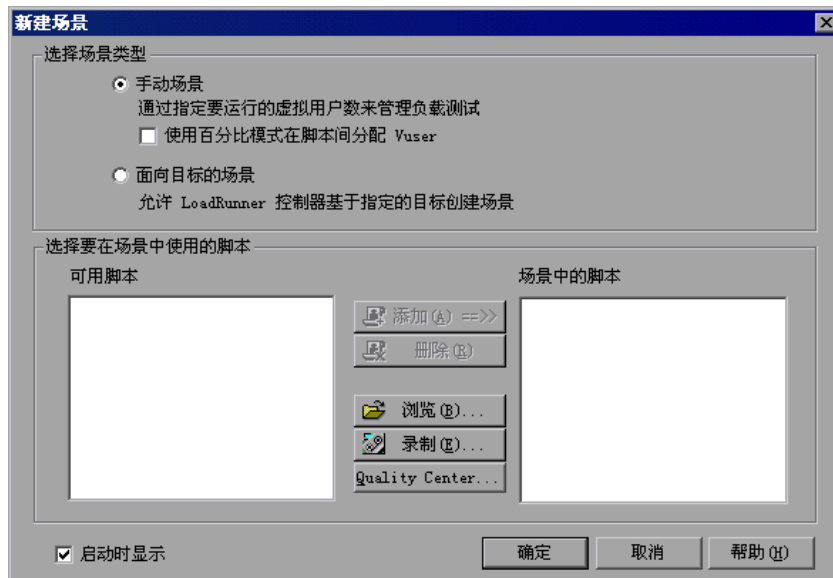 新建场景
选择场景类型
手动场景
通过指定要运行的虚拟用户数来管理负载测试
使用百分比模式在脚本间分配 Vuser
面向目标的场景
允许 LoadRunner 控制器基于指定的目标创建场景
选择要在场景中使用的脚本
可用脚本
场景中的脚本
添加(A) ==>>
删除(R)
浏览(B)...
录制(E)...
Quality Center...
启动时显示
确定
取消
帮助(H)